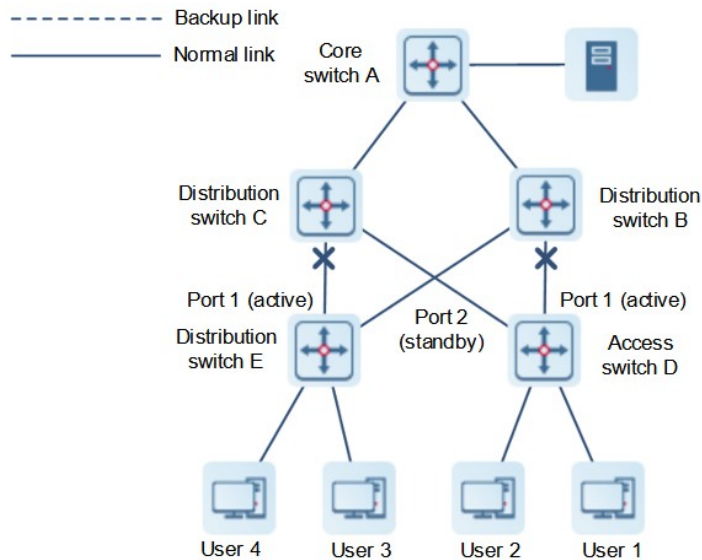 Backup link
Normal link
Core
switch A
Distribution
switch C
Distribution
switch B
Port 1 (active)
Port 2
(standby)
Port 1 (active)
Distribution
switch E
Access
switch D
User 4
User 3
User 2
User 1